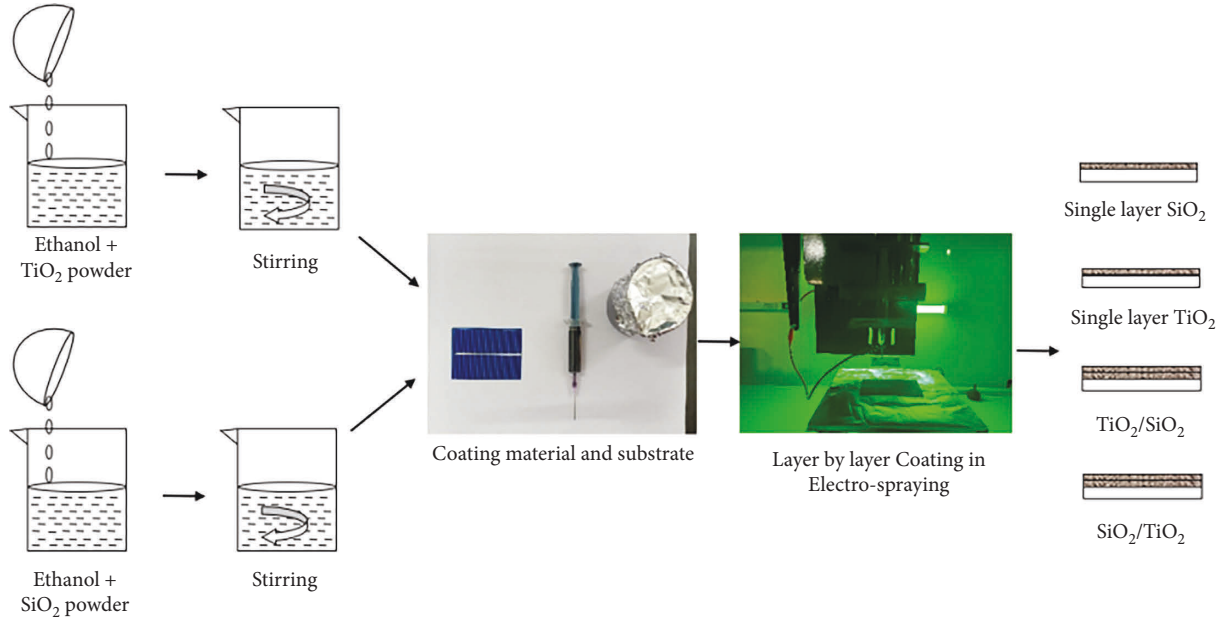 Ethanol +
TiO₂ powder
Stirring
Ethanol +
SiO₂ powder
Stirring
Coating material and substrate
Layer by layer Coating in
Electro-spraying
Single layer SiO₂
Single layer TiO₂
TiO₂/SiO₂
SiO₂/TiO₂